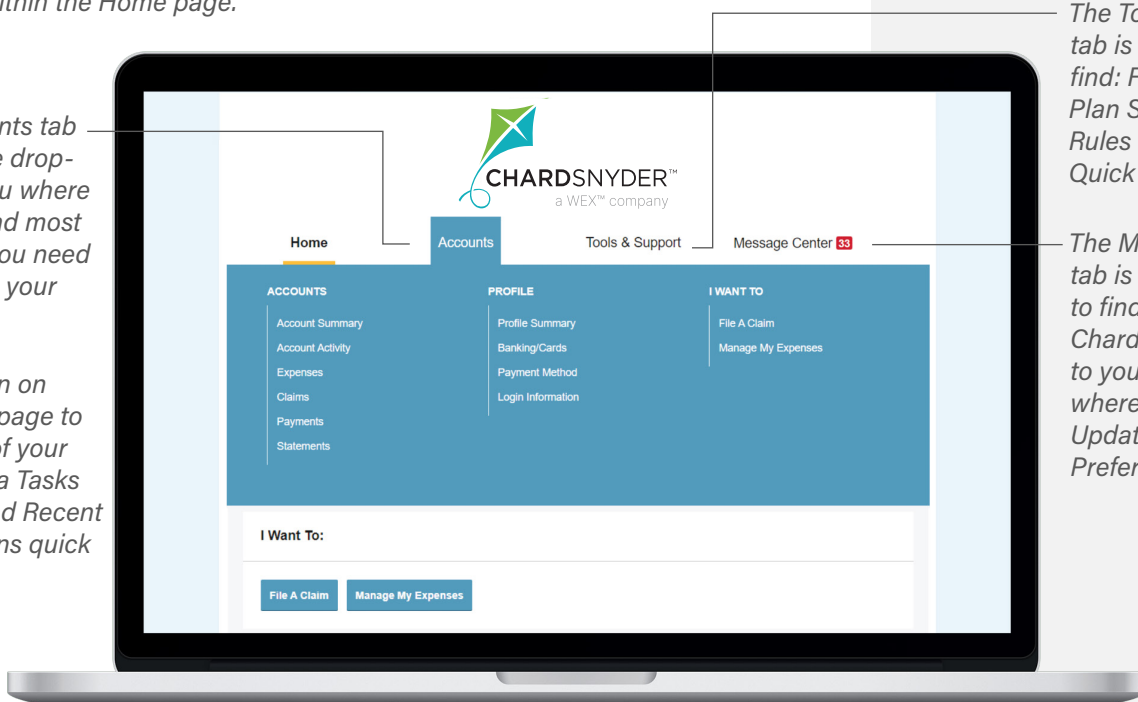 within the Home page.
nts tab
drop-
u where
nd most
ou need
your
n on
page to
of your
a Tasks
d Recent
ns quick
CHARDSNYDER™
a WEX™ company
Home
Accounts
Tools & Support
Message Center 33
ACCOUNTS
Account Summary
Account Activity
Expenses
Claims
Payments
Statements
PROFILE
Profile Summary
Banking/Cards
Payment Method
Login Information
I WANT TO
File A Claim
Manage My Expenses
I Want To:
File A Claim
Manage My Expenses
The To
tab is
find: F
Plan S
Rules
Quick
The M
tab is
to find
Chard
to you
where
Updat
Prefer